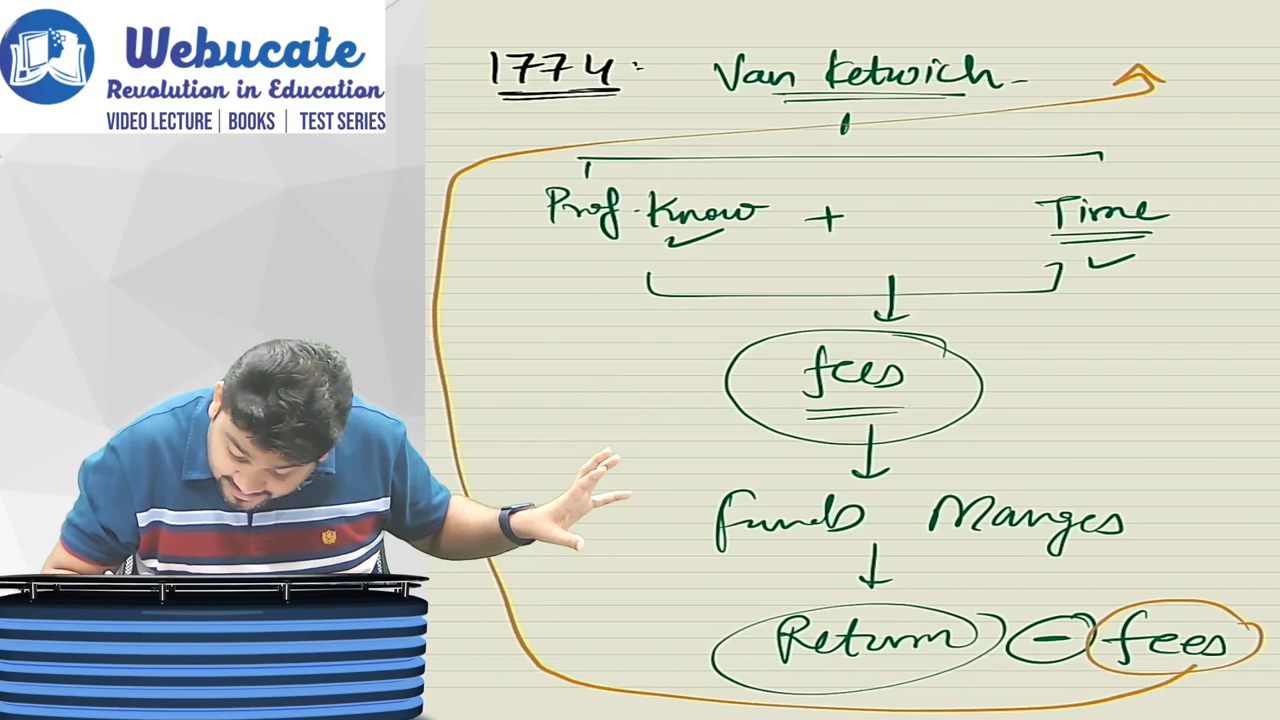 Webucate
Revolution in Education
VIDEO LECTURE | BOOKS | TEST SERIES
1774: Van Ketwich
Prof. Know + Time
fees
funds Manges
Return - fees